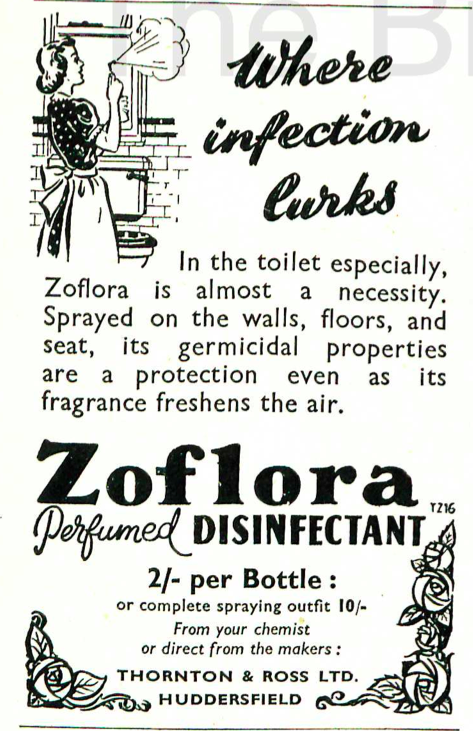 The B
Where
infection
lurks
In the toilet especially,
Zoflora is almost a necessity.
Sprayed on the walls, floors, and
seat, its germicidal properties
are a protection even as its
fragrance freshens the air.
Zoflora
TZ16
Perfumed DISINFECTANT
2/- per Bottle :
or complete spraying outfit 10/-
From your chemist
or direct from the makers :
THORNTON & ROSS LTD.
HUDDERSFIELD